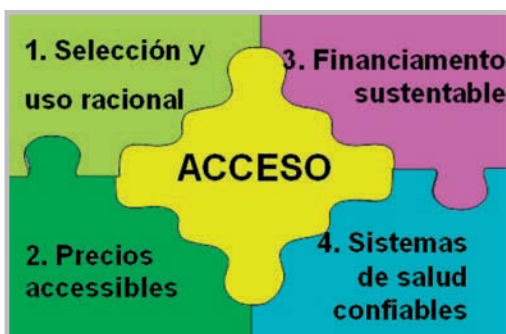 1. Selección y
uso racional
3. Financiamento
sustentable
ACCESO
2. Precios
accessibles
4. Sistemas
de salud
confiables